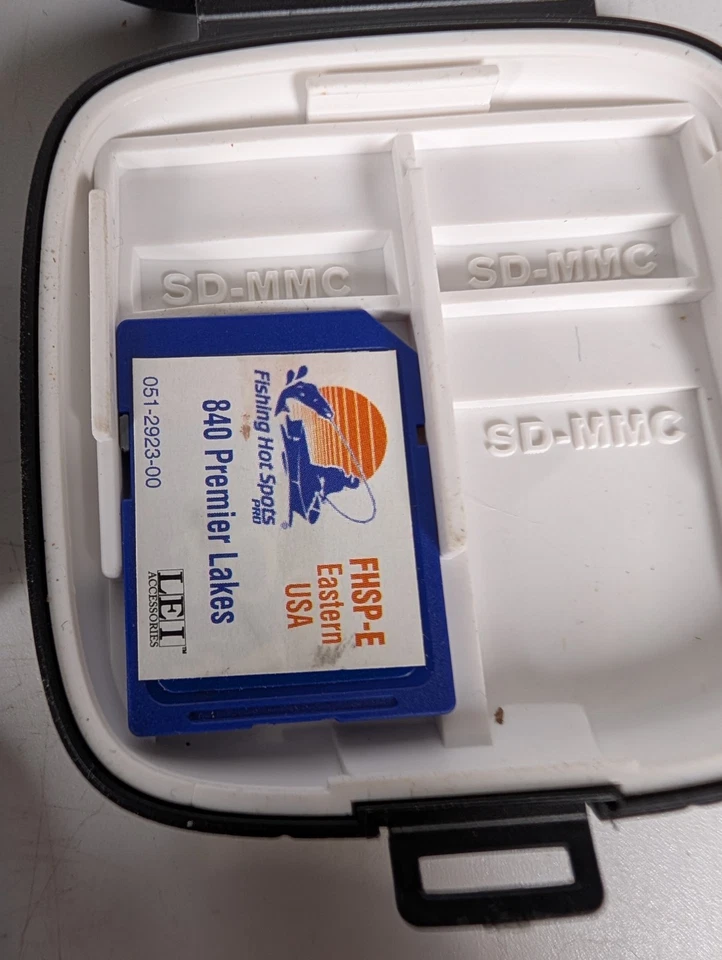 SD-MMC
SD-MMC
SD-MMC
Fishing Hot Spots
PRO ®
FHSP-E
Eastern
USA
840 Premier Lakes
051-2923-00
LEI™
ACCESSORIES